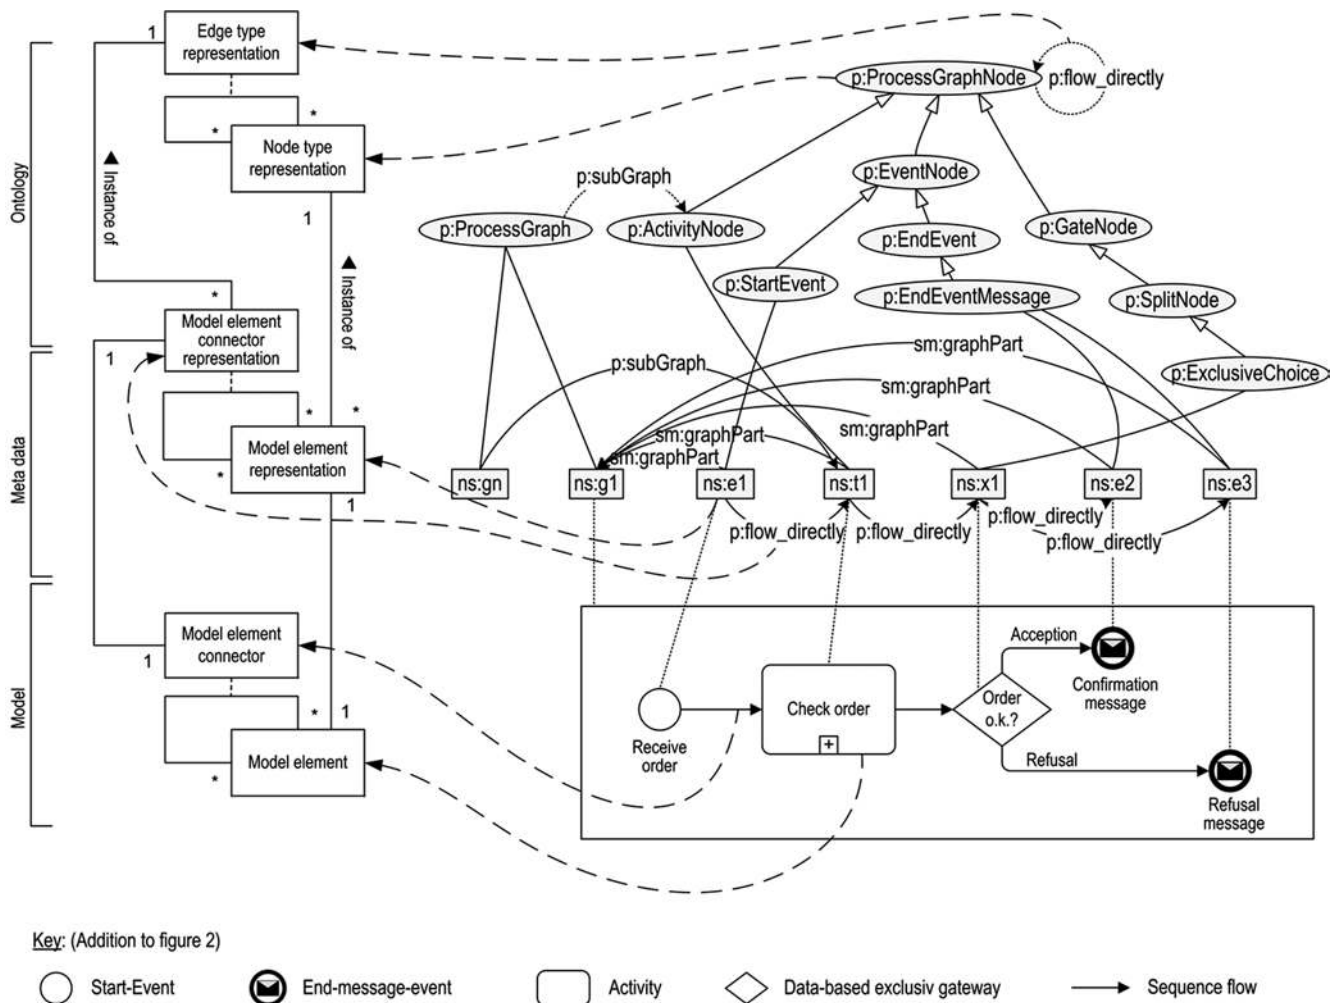 Ontology
Meta data
Model
1
Edge type
representation
*
*
Node type
representation
▲ Instance of
1
▲ Instance of
*
Model element
connector
representation
1
*
*
*
Model element
representation
1
Model element
connector
1
*
1
Model element
*
p:ProcessGraphNode
p:flow_directly
p:subGraph
p:EventNode
p:ProcessGraph
p:ActivityNode
p:EndEvent
p:GateNode
p:StartEvent
p:EndEventMessage
p:SplitNode
p:subGraph
sm:graphPart
p:ExclusiveChoice
sm:graphPart
sm:graphPart
sm:graphPart
sm:graphPart
ns:gn
ns:g1
ns:e1
ns:t1
ns:x1
ns:e2
ns:e3
p:flow_directly
p:flow_directly
p:flow_directly
p:flow_directly
Receive
order
Check order
+
Order
o.k.?
Acception
Confirmation
message
Refusal
Refusal
message
Key: (Addition to figure 2)
Start-Event
End-message-event
Activity
Data-based exclusiv gateway
Sequence flow